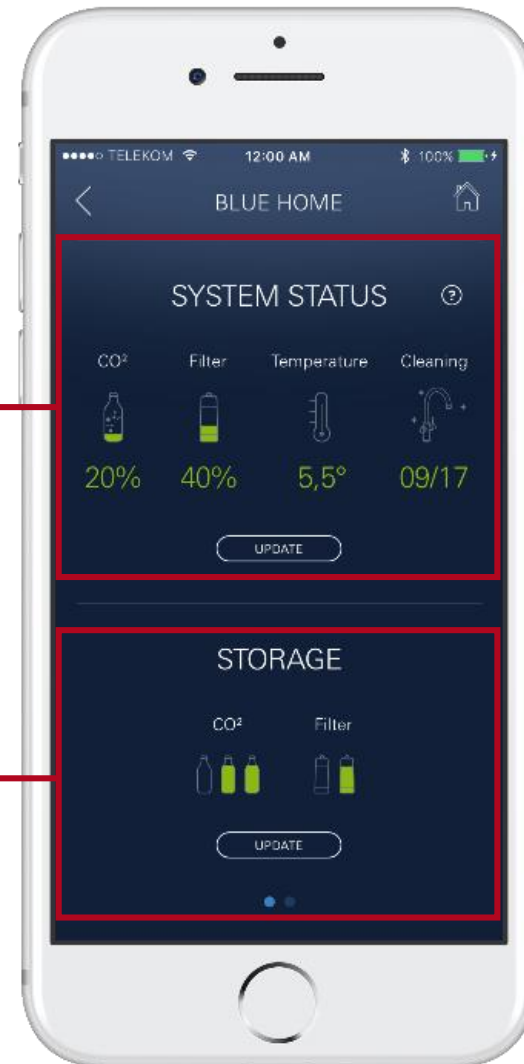 TELEKOM 12:00 AM 100%
BLUE HOME
SYSTEM STATUS ?
CO² Filter Temperature Cleaning
20% 40% 5,5° 09/17
UPDATE
STORAGE
CO² Filter
UPDATE